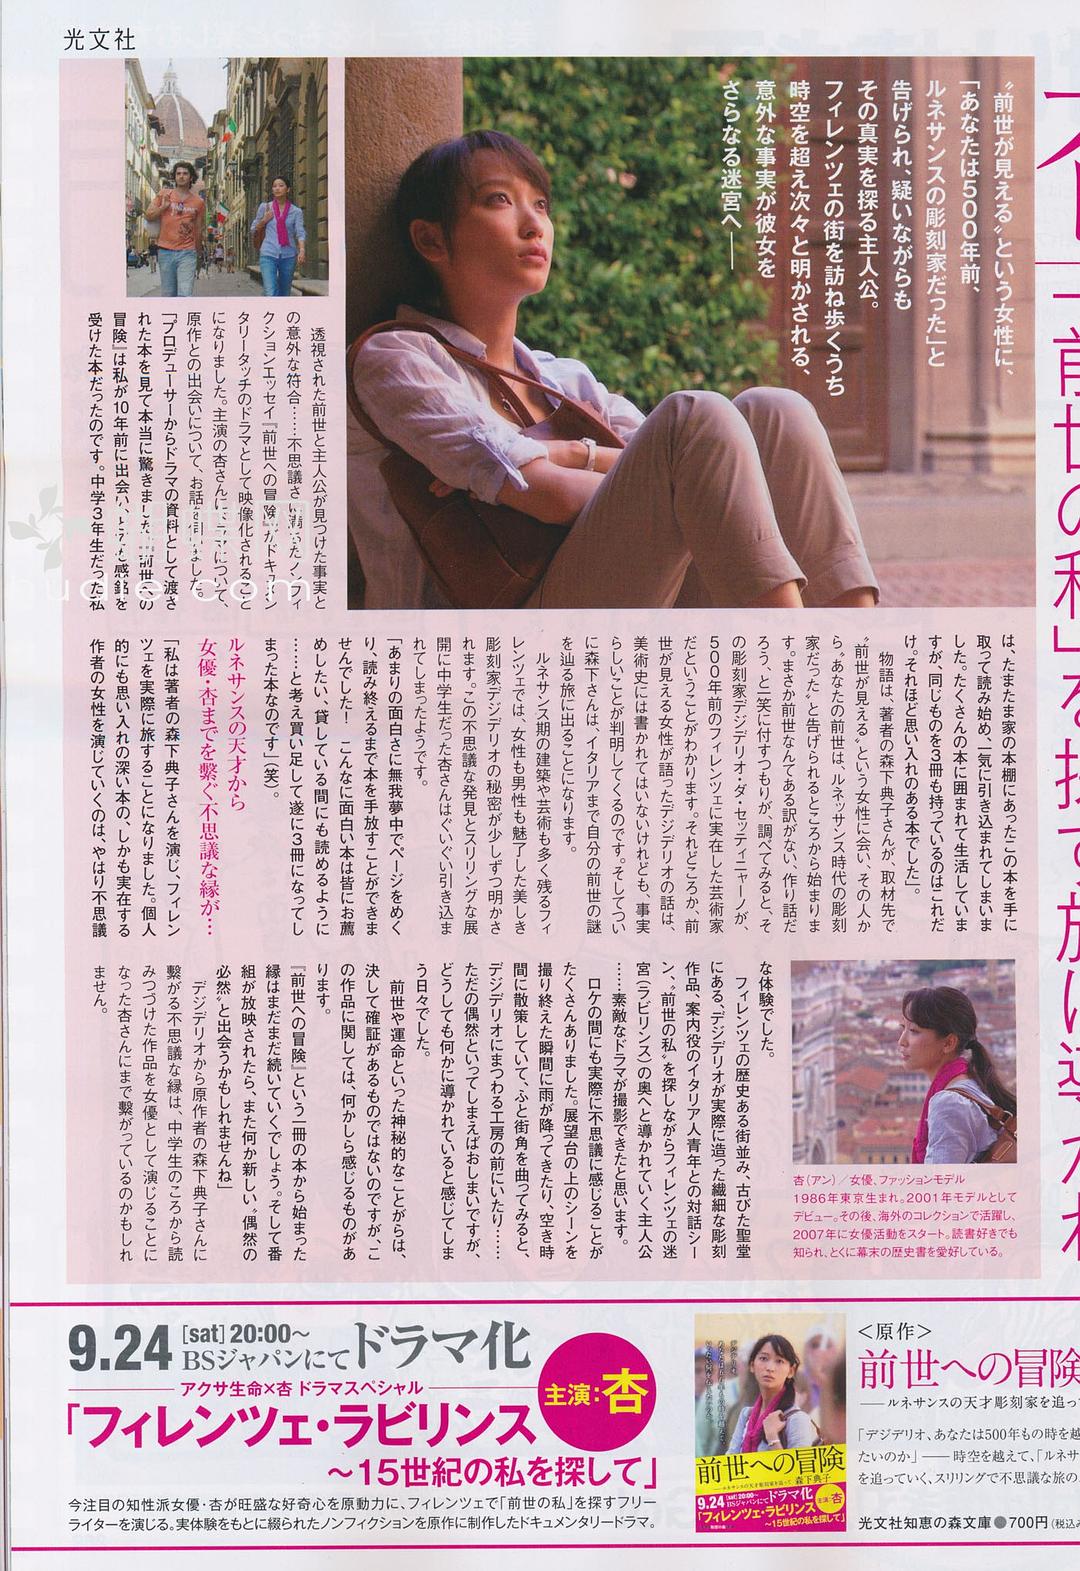 光文社
〝前世が見える〟という女性に、
「あなたは500年前、
ルネサンスの彫刻家だった」と
告げられ、疑いながらも
その真実を探る主人公。
フィレンツェの街を訪ね歩くうち
時空を超え次々と明かされる、
意外な事実が彼女を
さらなる迷宮へ――
透視された前世と主人公が見つけた事実と
の意外な符合……不思議さに満ちたノンフィ
クションエッセイ『前世への冒険』がドキュメン
タリータッチのドラマとして映像化されること
になりました。主演の杏さんにドラマについて、
原作との出会いについて、お話を伺いました。
「プロデューサーからドラマの資料として渡さ
れた本を見て本当に驚きました。『前世への
冒険』は私が10年前に出会い、とても感銘を
受けた本だったのです。中学3年生だった私
は、たまたま家の本棚にあったこの本を手に
取って読み始め、一気に引き込まれてしまいま
した。たくさんの本に囲まれて生活していま
すが、同じものを3冊も持っているのはこれだ
け。それほど思い入れのある本でした」。
物語は、著者の森下典子さんが、取材先で
〝前世が見える〟という女性に会い、その人か
ら〝あなたの前世は、ルネッサンス時代の彫刻
家だった〟と告げられるところから始まりま
す。まさか前世なんてある訳がない、作り話だ
ろう、と一笑に付すつもりが、調べてみると、そ
の彫刻家デジデリオ・ダ・セッティニャーノが、
500年前のフィレンツェに実在した芸術家
だということがわかります。それどころか、前
世が見える女性が語ったデジデリオの話は、
美術史には書かれてはいないけれども、事実
らしいことが判明してくるのです。そしてつい
に森下さんは、イタリアまで自分の前世の謎
を辿る旅に出ることになります。
ルネサンス期の建築や芸術も多く残るフィ
レンツェでは、女性も男性も魅了した美しき
彫刻家デジデリオの秘密が少しずつ明かさ
れます。この不思議な発見とスリリングな展
開に中学生だった杏さんはぐいぐい引き込ま
れてしまったようです。
「あまりの面白さに無我夢中でページをめく
り、読み終えるまで本を手放すことができま
せんでした！　こんなに面白い本は皆にお薦
めしたい、貸している間にも読めるように
……と考え買い足して遂に3冊になってし
まった本なのです」(笑)。
ルネサンスの天才から
女優・杏までを繋ぐ不思議な縁が…
「私は著者の森下典子さんを演じ、フィレン
ツェを実際に旅することになりました。個人
的にも思い入れの深い本の、しかも実在する
作者の女性を演じていくのは、やはり不思議
な体験でした。
フィレンツェの歴史ある街並み、古びた聖堂
にある、デジデリオが実際に造った繊細な彫刻
作品、案内役のイタリア人青年との対話シー
ン、〝前世の私〟を探しながらフィレンツェの迷
宮(ラビリンス)の奥へと導かれていく主人公
……素敵なドラマが撮影できたと思います。
ロケの間にも実際に不思議に感じることが
たくさんありました。展望台の上のシーンを
撮り終えた瞬間に雨が降ってきたり、空き時
間に散策していて、ふと街角を曲ってみると、
デジデリオにまつわる工房の前にいたり……
ただの偶然といってしまえばおしまいですが、
どうしても何かに導かれていると感じてしま
う日々でした。
前世や運命といった神秘的なことがらは、
決して確証があるものではないのですが、こ
の作品に関しては、何かしら感じるものがあ
ります。
『前世への冒険』という一冊の本から始まった
縁はまだまだ続いていくでしょう。そして番
組が放映されたら、また何か新しい〝偶然の
必然〟と出会うかもしれませんね」
デジデリオから原作者の森下典子さんに
繋がる不思議な縁は、中学生のころから読
みつづけた作品を女優として演じることに
なった杏さんにまで繋がっているのかもしれ
ません。
杏(アン)／女優、ファッションモデル
1986年東京生まれ。2001年モデルとして
デビュー。その後、海外のコレクションで活躍し、
2007年に女優活動をスタート。読書好きでも
知られ、とくに幕末の歴史書を愛好している。
hudie.com
9.24 [sat] 20:00～
BSジャパンにてドラマ化
アクサ生命×杏 ドラマスペシャル
主演：杏
「フィレンツェ・ラビリンス
～15世紀の私を探して」
今注目の知性派女優・杏が旺盛な好奇心を原動力に、フィレンツェで「前世の私」を探すフリー
ライターを演じる。実体験をもとに綴られたノンフィクションを原作に制作したドキュメンタリードラマ。
前世への冒険
森下典子
9.24 [sat] 20:00～
BSジャパンにてドラマ化
主演：杏
「フィレンツェ・ラビリンス
～15世紀の私を探して」
＜原作＞
前世への冒険
――ルネサンスの天才彫刻家を追っ
「デジデリオ、あなたは500年もの時を越
たいのか」――時空を越えて、「ルネサ
を追っていく、スリリングで不思議な旅の
光文社知恵の森文庫●700円(税込み